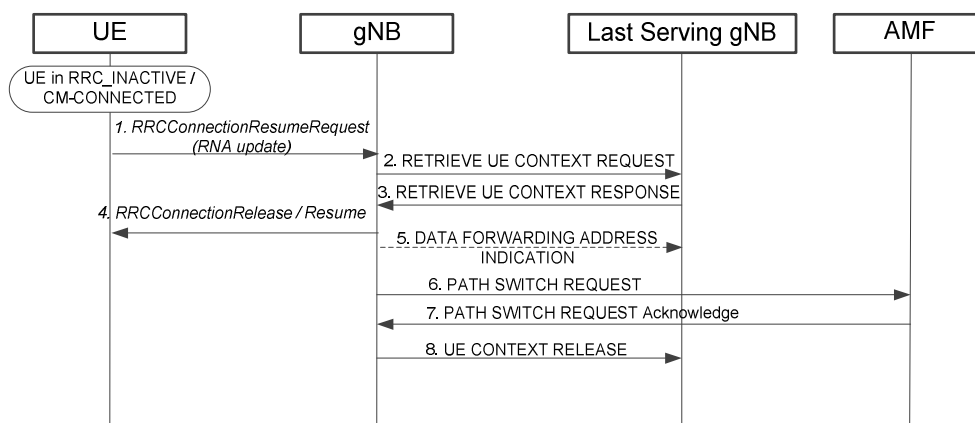 UE
gNB
Last Serving gNB
AMF
UE in RRC_INACTIVE /
CM-CONNECTED
1. RRCConnectionResumeRequest
(RNA update)
2. RETRIEVE UE CONTEXT REQUEST
3. RETRIEVE UE CONTEXT RESPONSE
4. RRCConnectionRelease / Resume
5. DATA FORWARDING ADDRESS
INDICATION
6. PATH SWITCH REQUEST
7. PATH SWITCH REQUEST Acknowledge
8. UE CONTEXT RELEASE